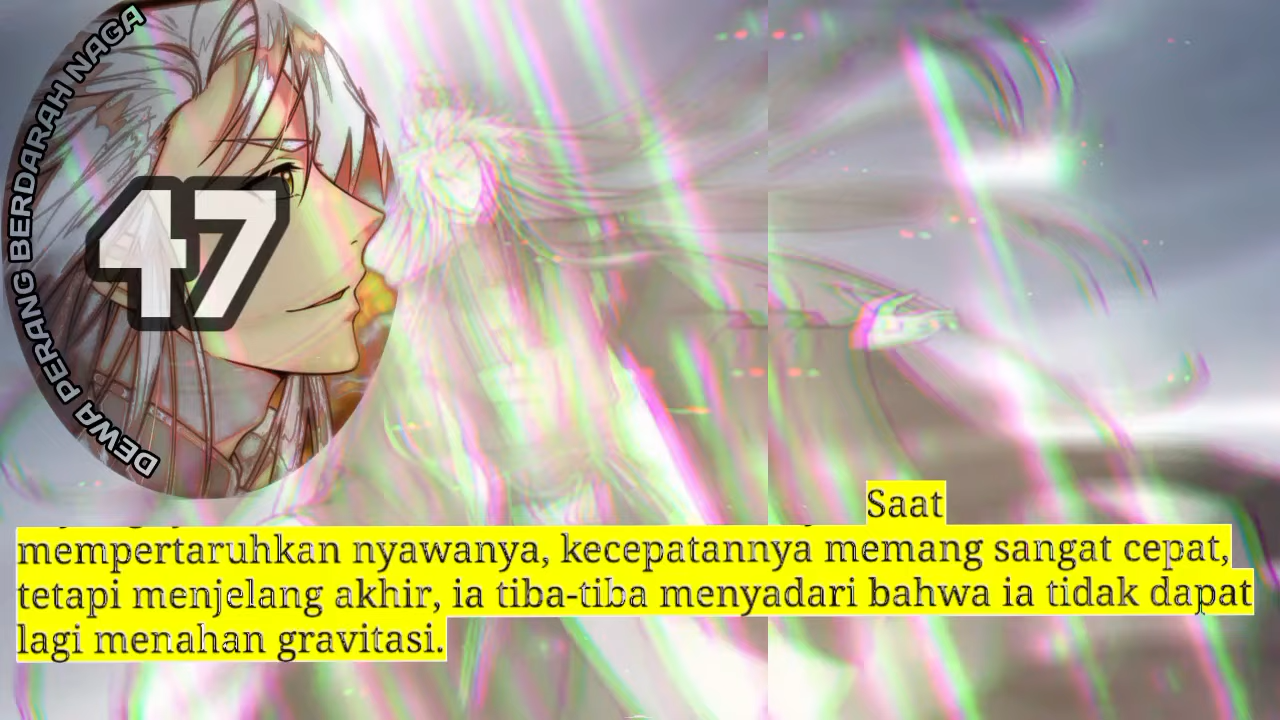 DEWA PERANG BERDARAH NAGA
47
Saat
mempertaruhkan nyawanya, kecepatannya memang sangat cepat,
tetapi menjelang akhir, ia tiba-tiba menyadari bahwa ia tidak dapat
lagi menahan gravitasi.